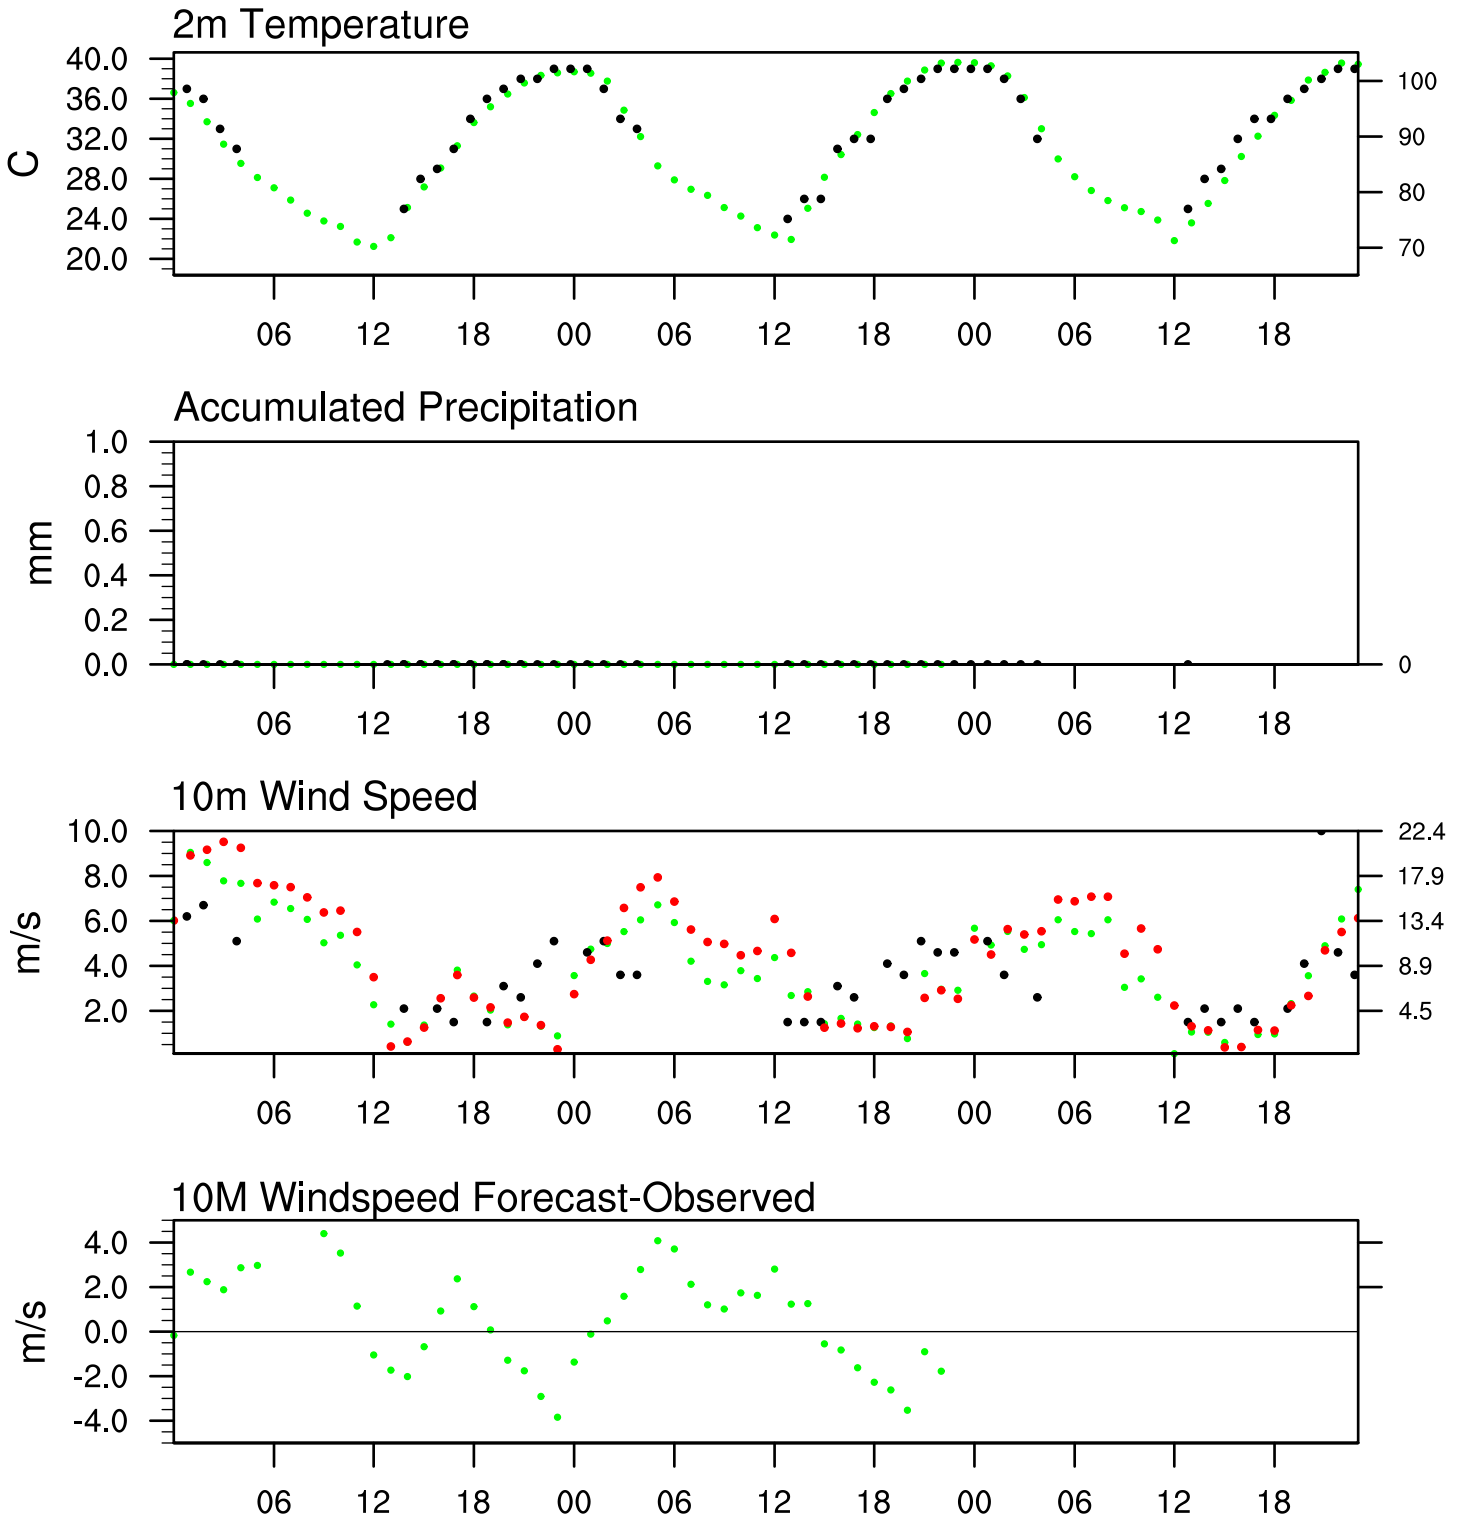 2m Temperature
40.0
36.0
32.0
28.0
24.0
20.0
C
100
90
80
70
06 12 18 00 06 12 18 00 06 12 18
Accumulated Precipitation
1.0
0.8
0.6
0.4
0.2
0.0
mm
0
06 12 18 00 06 12 18 00 06 12 18
10m Wind Speed
10.0
8.0
6.0
4.0
2.0
m/s
22.4
17.9
13.4
8.9
4.5
06 12 18 00 06 12 18 00 06 12 18
10M Windspeed Forecast-Observed
4.0
2.0
0.0
-2.0
-4.0
m/s
06 12 18 00 06 12 18 00 06 12 18